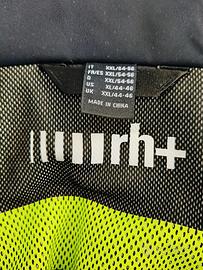 IT XXL/54-56
FR/ES XXL/54-56
D XXL/54-56
US XL/44-46
UK XXL/44-46
MADE IN CHINA
rh+